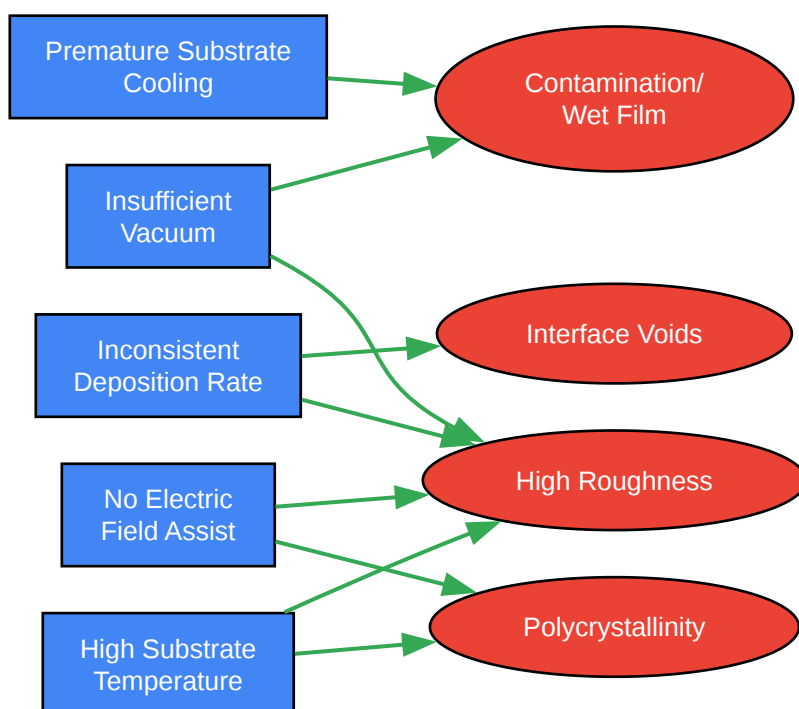 Premature Substrate
Cooling
Contamination/
Wet Film
Insufficient
Vacuum
Inconsistent
Deposition Rate
Interface Voids
No Electric
Field Assist
High Roughness
High Substrate
Temperature
Polycrystallinity